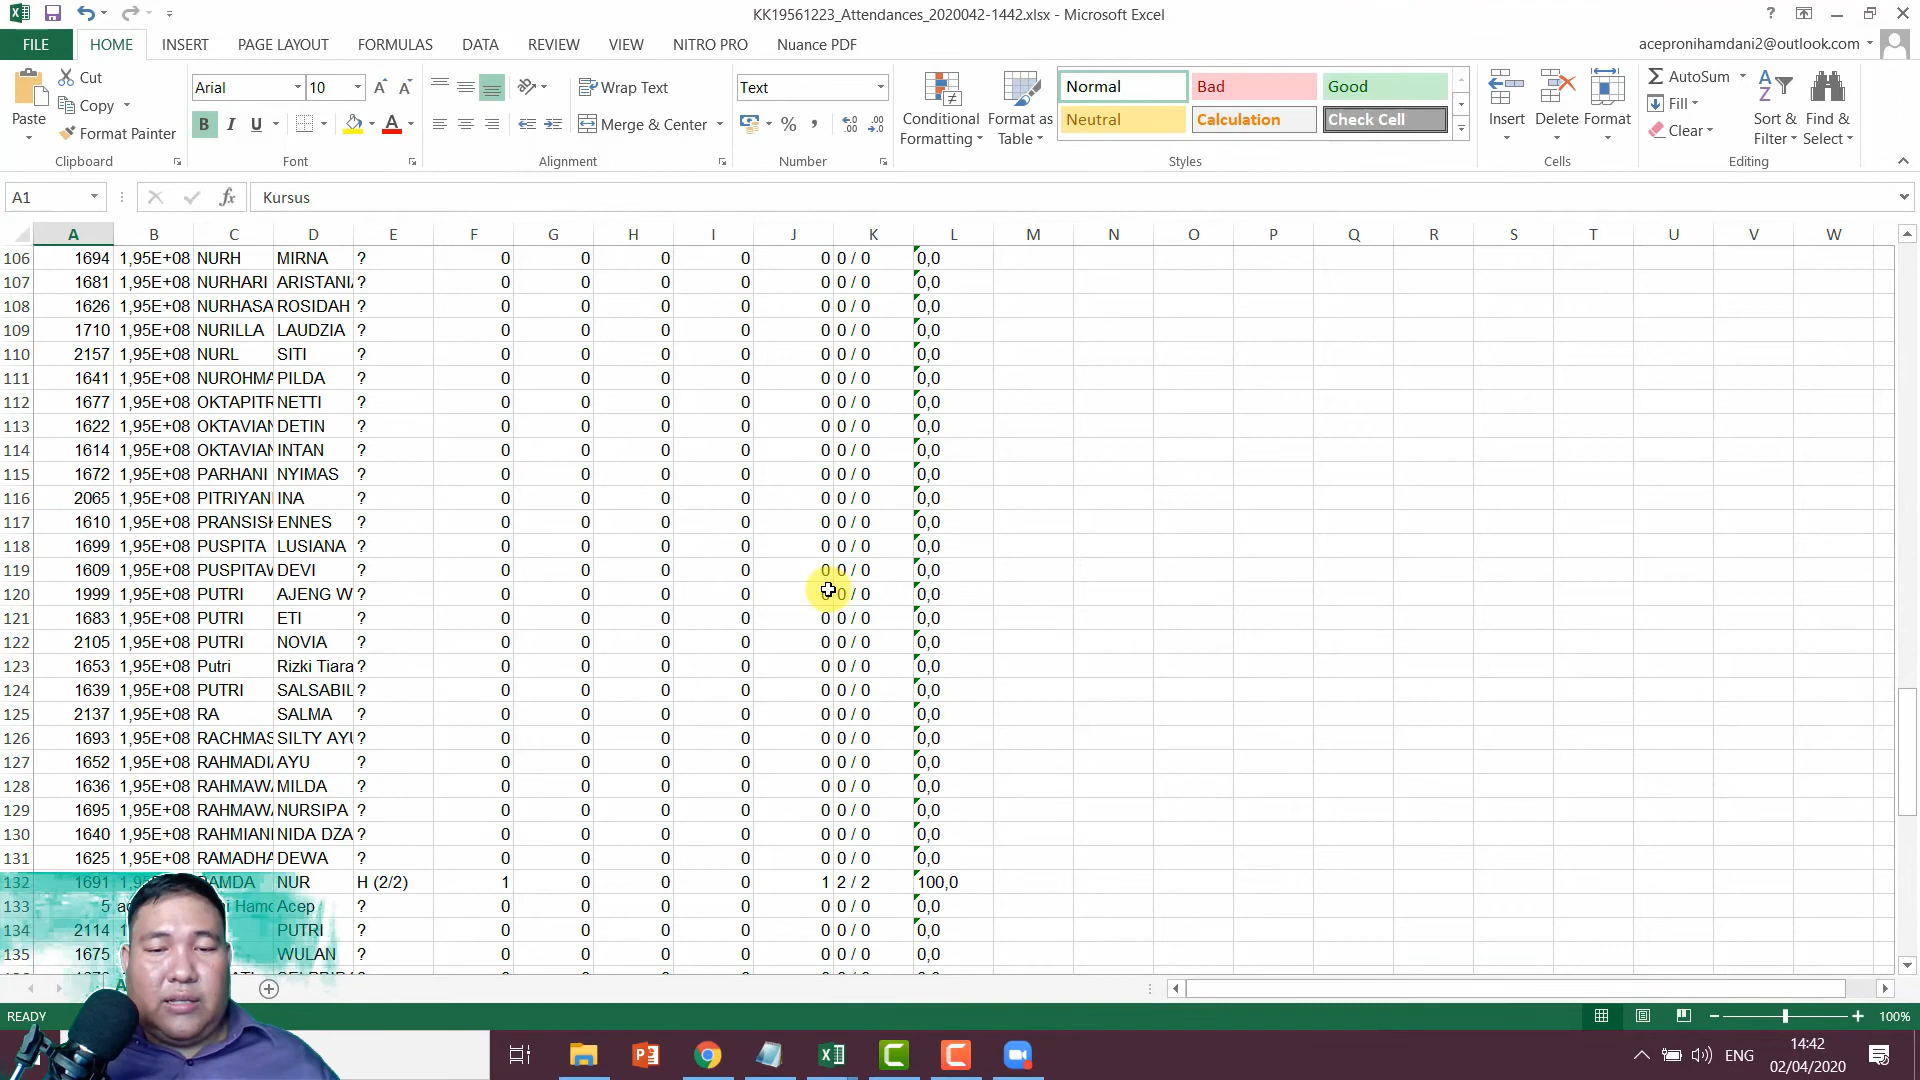 KK19561223_Attendances_2020042-1442.xlsx - Microsoft Excel
FILE HOME INSERT PAGE LAYOUT FORMULAS DATA REVIEW VIEW NITRO PRO Nuance PDF acepronihamdani2@outlook.com
Paste Cut Copy Format Painter
Clipboard
Arial 10
B I U
Font
Wrap Text
Merge & Center
Alignment
Text
Number
Conditional Formatting
Format as Table
Normal Bad Good
Neutral Calculation Check Cell
Styles
Insert Delete Format
Cells
AutoSum
Fill
Clear
Sort & Filter
Find & Select
Editing
A1 fx Kursus
A B C D E F G H I J K L M N O P Q R S T U V W
106 1694 1,95E+08 NURH MIRNA ? 0 0 0 0 0 0 / 0 0,0
107 1681 1,95E+08 NURHARI ARISTANI ? 0 0 0 0 0 0 / 0 0,0
108 1626 1,95E+08 NURHASA ROSIDAH ? 0 0 0 0 0 0 / 0 0,0
109 1710 1,95E+08 NURILLA LAUDZIA ? 0 0 0 0 0 0 / 0 0,0
110 2157 1,95E+08 NURL SITI ? 0 0 0 0 0 0 / 0 0,0
111 1641 1,95E+08 NUROHMA PILDA ? 0 0 0 0 0 0 / 0 0,0
112 1677 1,95E+08 OKTAPITR NETTI ? 0 0 0 0 0 0 / 0 0,0
113 1622 1,95E+08 OKTAVIAN DETIN ? 0 0 0 0 0 0 / 0 0,0
114 1614 1,95E+08 OKTAVIAN INTAN ? 0 0 0 0 0 0 / 0 0,0
115 1672 1,95E+08 PARHANI NYIMAS ? 0 0 0 0 0 0 / 0 0,0
116 2065 1,95E+08 PITRIYAN INA ? 0 0 0 0 0 0 / 0 0,0
117 1610 1,95E+08 PRANSISK ENNES ? 0 0 0 0 0 0 / 0 0,0
118 1699 1,95E+08 PUSPITA LUSIANA ? 0 0 0 0 0 0 / 0 0,0
119 1609 1,95E+08 PUSPITAW DEVI ? 0 0 0 0 0 0 / 0 0,0
120 1999 1,95E+08 PUTRI AJENG W ? 0 0 0 0 0 0 / 0 0,0
121 1683 1,95E+08 PUTRI ETI ? 0 0 0 0 0 0 / 0 0,0
122 2105 1,95E+08 PUTRI NOVIA ? 0 0 0 0 0 0 / 0 0,0
123 1653 1,95E+08 Putri Rizki Tiara ? 0 0 0 0 0 0 / 0 0,0
124 1639 1,95E+08 PUTRI SALSABIL ? 0 0 0 0 0 0 / 0 0,0
125 2137 1,95E+08 RA SALMA ? 0 0 0 0 0 0 / 0 0,0
126 1693 1,95E+08 RACHMAS SILTY AYU ? 0 0 0 0 0 0 / 0 0,0
127 1652 1,95E+08 RAHMADI AYU ? 0 0 0 0 0 0 / 0 0,0
128 1636 1,95E+08 RAHMAW MILDA ? 0 0 0 0 0 0 / 0 0,0
129 1695 1,95E+08 RAHMAW NURSIPA ? 0 0 0 0 0 0 / 0 0,0
130 1640 1,95E+08 RAHMIANI NIDA DZA ? 0 0 0 0 0 0 / 0 0,0
131 1625 1,95E+08 RAMADHA DEWA ? 0 0 0 0 0 0 / 0 0,0
132 1691 RAMDA NUR H (2/2) 1 0 0 0 1 2 / 2 100,0
133 5 Acep ? 0 0 0 0 0 0 / 0 0,0
134 2114 PUTRI ? 0 0 0 0 0 0 / 0 0,0
135 1675 WULAN ? 0 0 0 0 0 0 / 0 0,0
READY 100%
ENG 14:42
02/04/2020